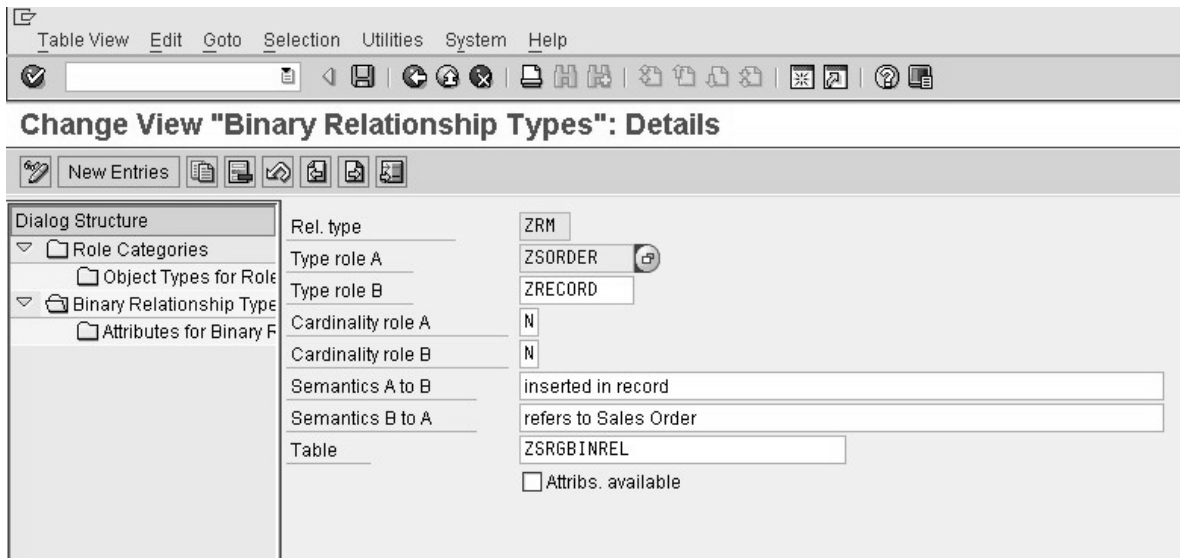 Table View Edit Goto Selection Utilities System Help
Change View "Binary Relationship Types": Details
New Entries
Dialog Structure
Role Categories
Object Types for Role
Binary Relationship Type
Attributes for Binary R
Rel. type ZRM
Type role A ZSORDER
Type role B ZRECORD
Cardinality role A N
Cardinality role B N
Semantics A to B inserted in record
Semantics B to A refers to Sales Order
Table ZSRGBINREL
Attribs. available